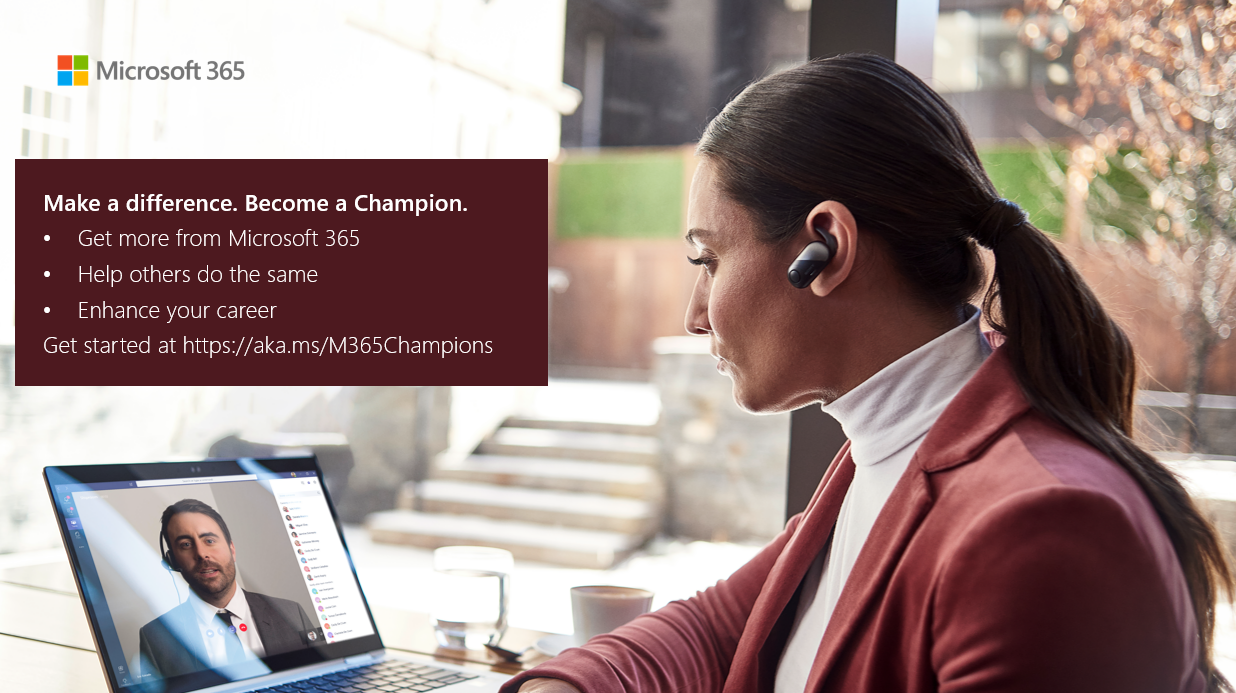 Microsoft 365
Make a difference. Become a Champion.
• Get more from Microsoft 365
• Help others do the same
• Enhance your career
Get started at https://aka.ms/M365Champions